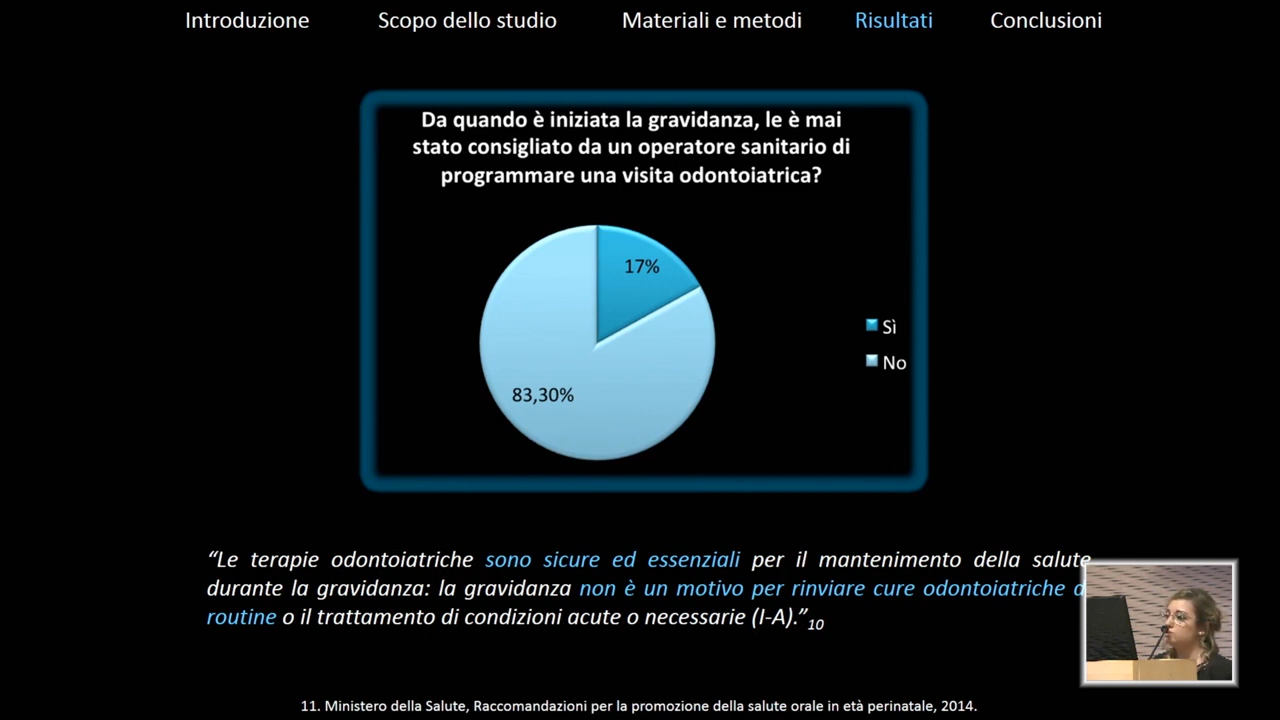 Introduzione Scopo dello studio Materiali e metodi Risultati Conclusioni
Da quando è iniziata la gravidanza, le è mai
stato consigliato da un operatore sanitario di
programmare una visita odontoiatrica?
17%
83,30%
Sì
No
“Le terapie odontoiatriche sono sicure ed essenziali per il mantenimento della salute
durante la gravidanza: la gravidanza non è un motivo per rinviare cure odontoiatriche
routine o il trattamento di condizioni acute o necessarie (I-A).”10
11. Ministero della Salute, Raccomandazioni per la promozione della salute orale in età perinatale, 2014.